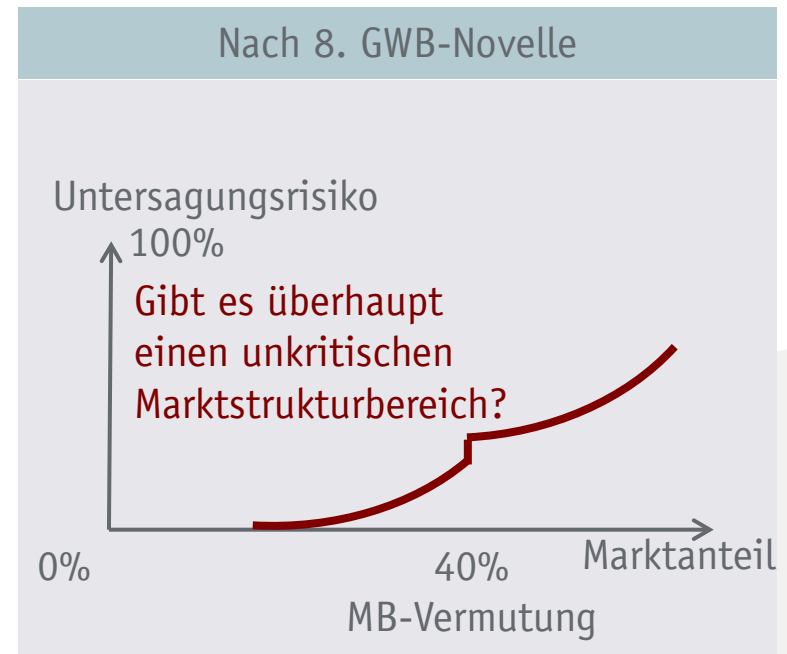 Nach 8. GWB-Novelle
Untersagungsrisiko
100%
Gibt es überhaupt
einen unkritischen
Marktstrukturbereich?
0%
40%
Marktanteil
MB-Vermutung